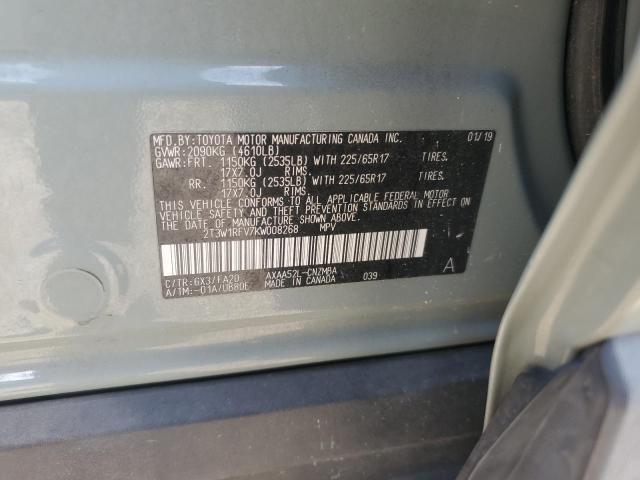 MFD.BY:TOYOTA MOTOR MANUFACTURING CANADA INC. 01/19
GVWR: 2090KG (4610LB)
GAWR:FRT. 1150KG (2535LB) WITH 225/65R17 TIRES.
17X7.0J RIMS.
RR. 1150KG (2535LB) WITH 225/65R17 TIRES.
17X7.0J RIMS.
THIS VEHICLE CONFORMS TO ALL APPLICABLE FEDERAL MOTOR
VEHICLE SAFETY AND THEFT PREVENTION STANDARDS IN EFFECT ON
THE DATE OF MANUFACTURE SHOWN ABOVE.
2T3W1RFV7KW008268 MPV
C/TR:6X3/FA20 AXAA52L-CNZMBA A
A/TM:-01A/UB80E MADE IN CANADA 039